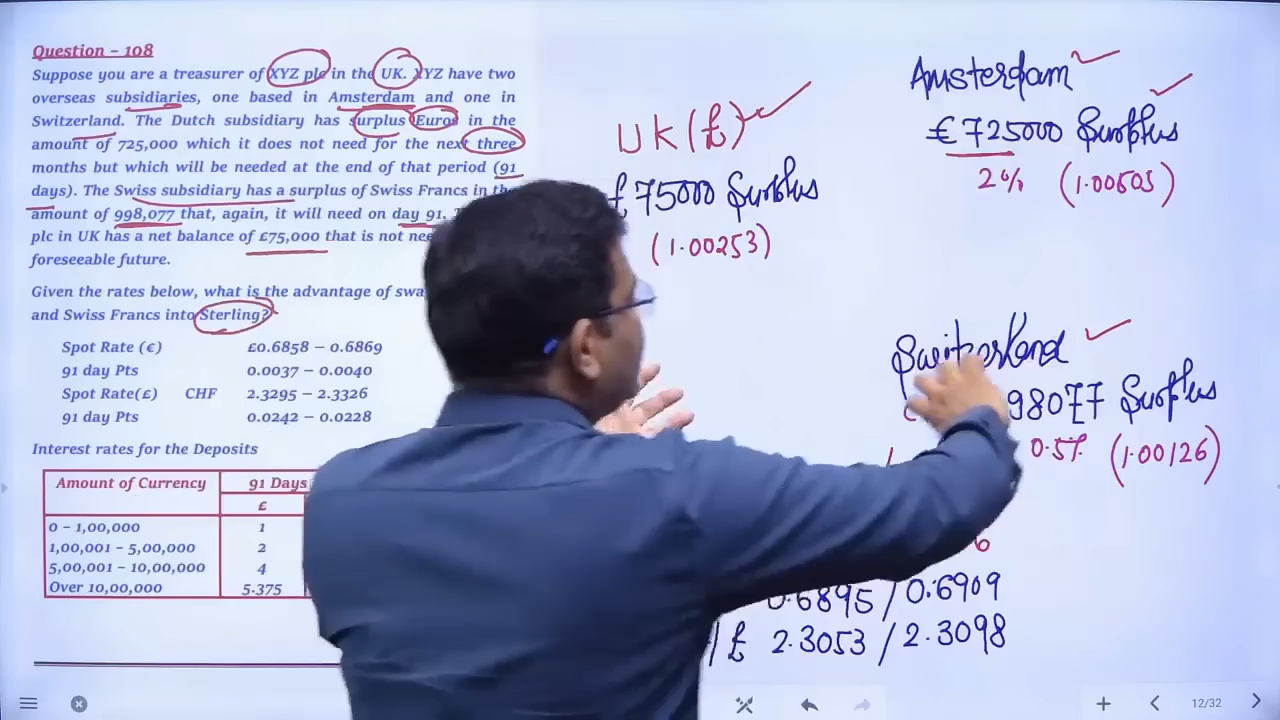 Question – 108
Suppose you are a treasurer of XYZ plc in the UK. XYZ have two
overseas subsidiaries, one based in Amsterdam and one in
Switzerland. The Dutch subsidiary has surplus Euros in the
amount of 725,000 which it does not need for the next three
months but which will be needed at the end of that period (91
days). The Swiss subsidiary has a surplus of Swiss Francs in the
amount of 998,077 that, again, it will need on day 91.
plc in UK has a net balance of £75,000 that is not
foreseeable future.
Given the rates below, what is the advantage of
and Swiss Francs into Sterling?
Spot Rate (€) £0.6858 – 0.6869
91 day Pts 0.0037 – 0.0040
Spot Rate(£) CHF 2.3295 – 2.3326
91 day Pts 0.0242 – 0.0228
Interest rates for the Deposits
Amount of Currency 91 Days
£
0 – 1,00,000 1
1,00,001 – 5,00,000 2
5,00,001 – 10,00,000 4
Over 10,00,000 5.375
UK (£)
£75000 Surplus
(1.00253)
Amsterdam
€ 725000 Surplus
2% (1.00505)
Switzerland
98077 Surplus
0.5% (1.00126)
0.6895 / 0.6909
/ £ 2.3053 / 2.3098
12/32